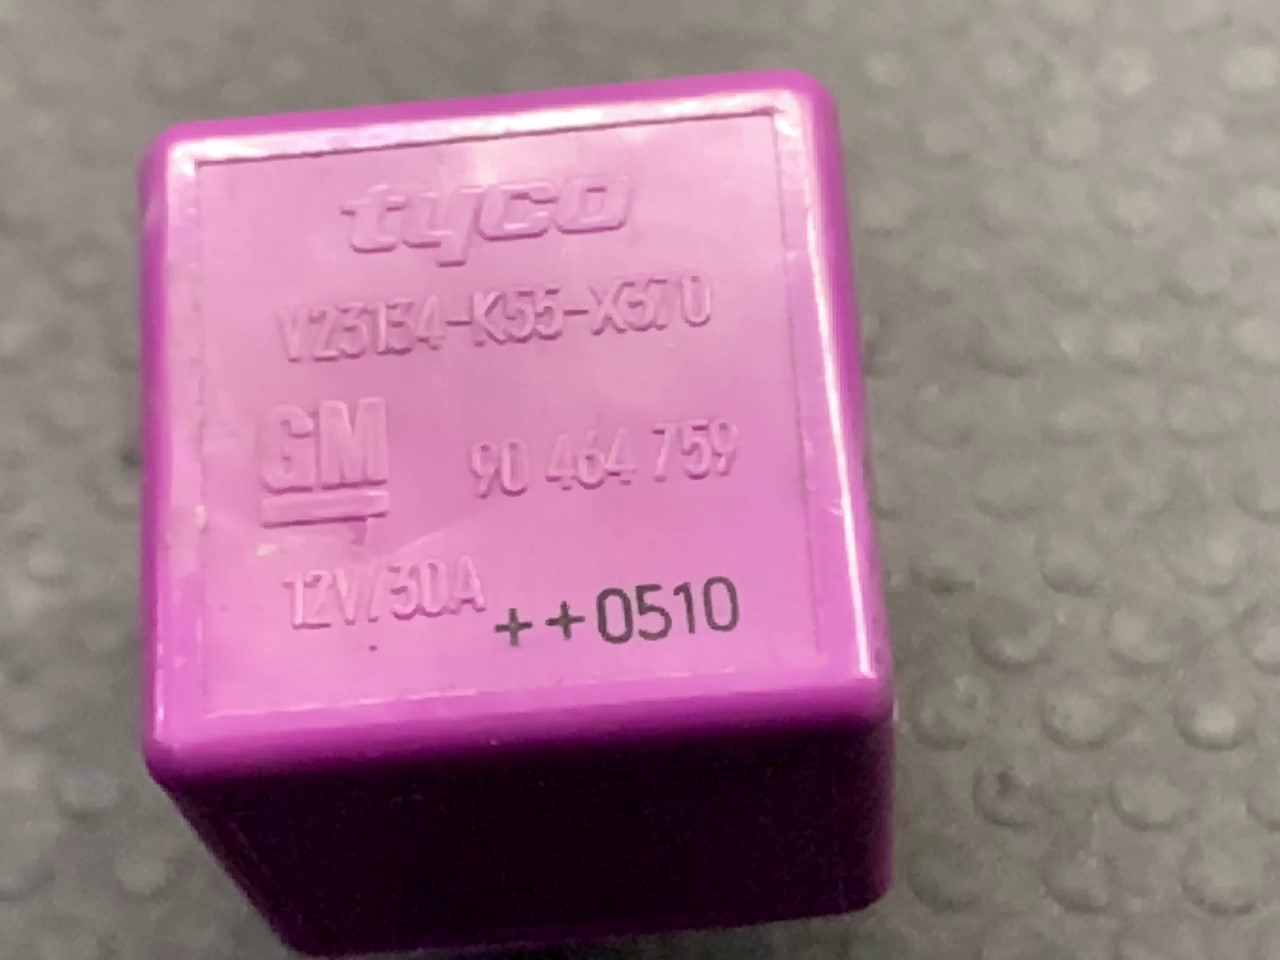 tyco
V23134-K55-X370
GM 90 464 759
12V/30A ++0510